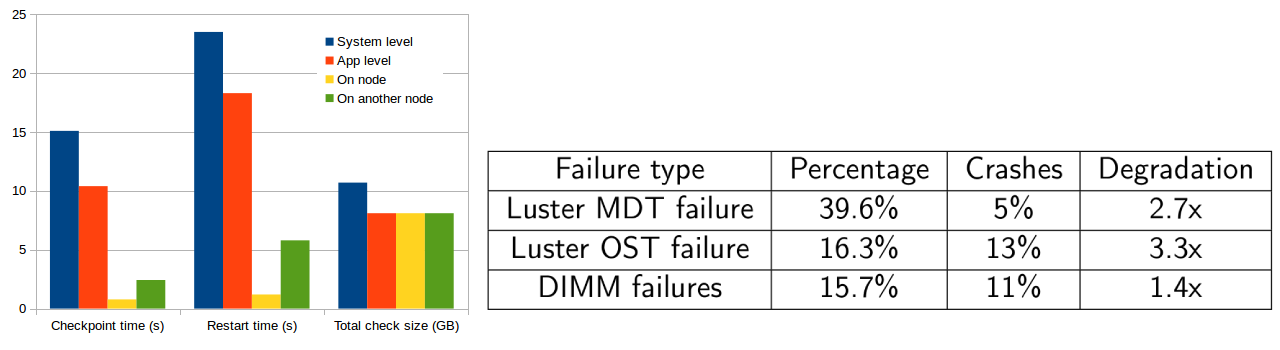 25
20
15
10
5
0
System level
App level
On node
On another node
Checkpoint time (s)
Restart time (s)
Total check size (GB)
Failure type Percentage Crashes Degradation
Luster MDT failure 39.6% 5% 2.7x
Luster OST failure 16.3% 13% 3.3x
DIMM failures 15.7% 11% 1.4x